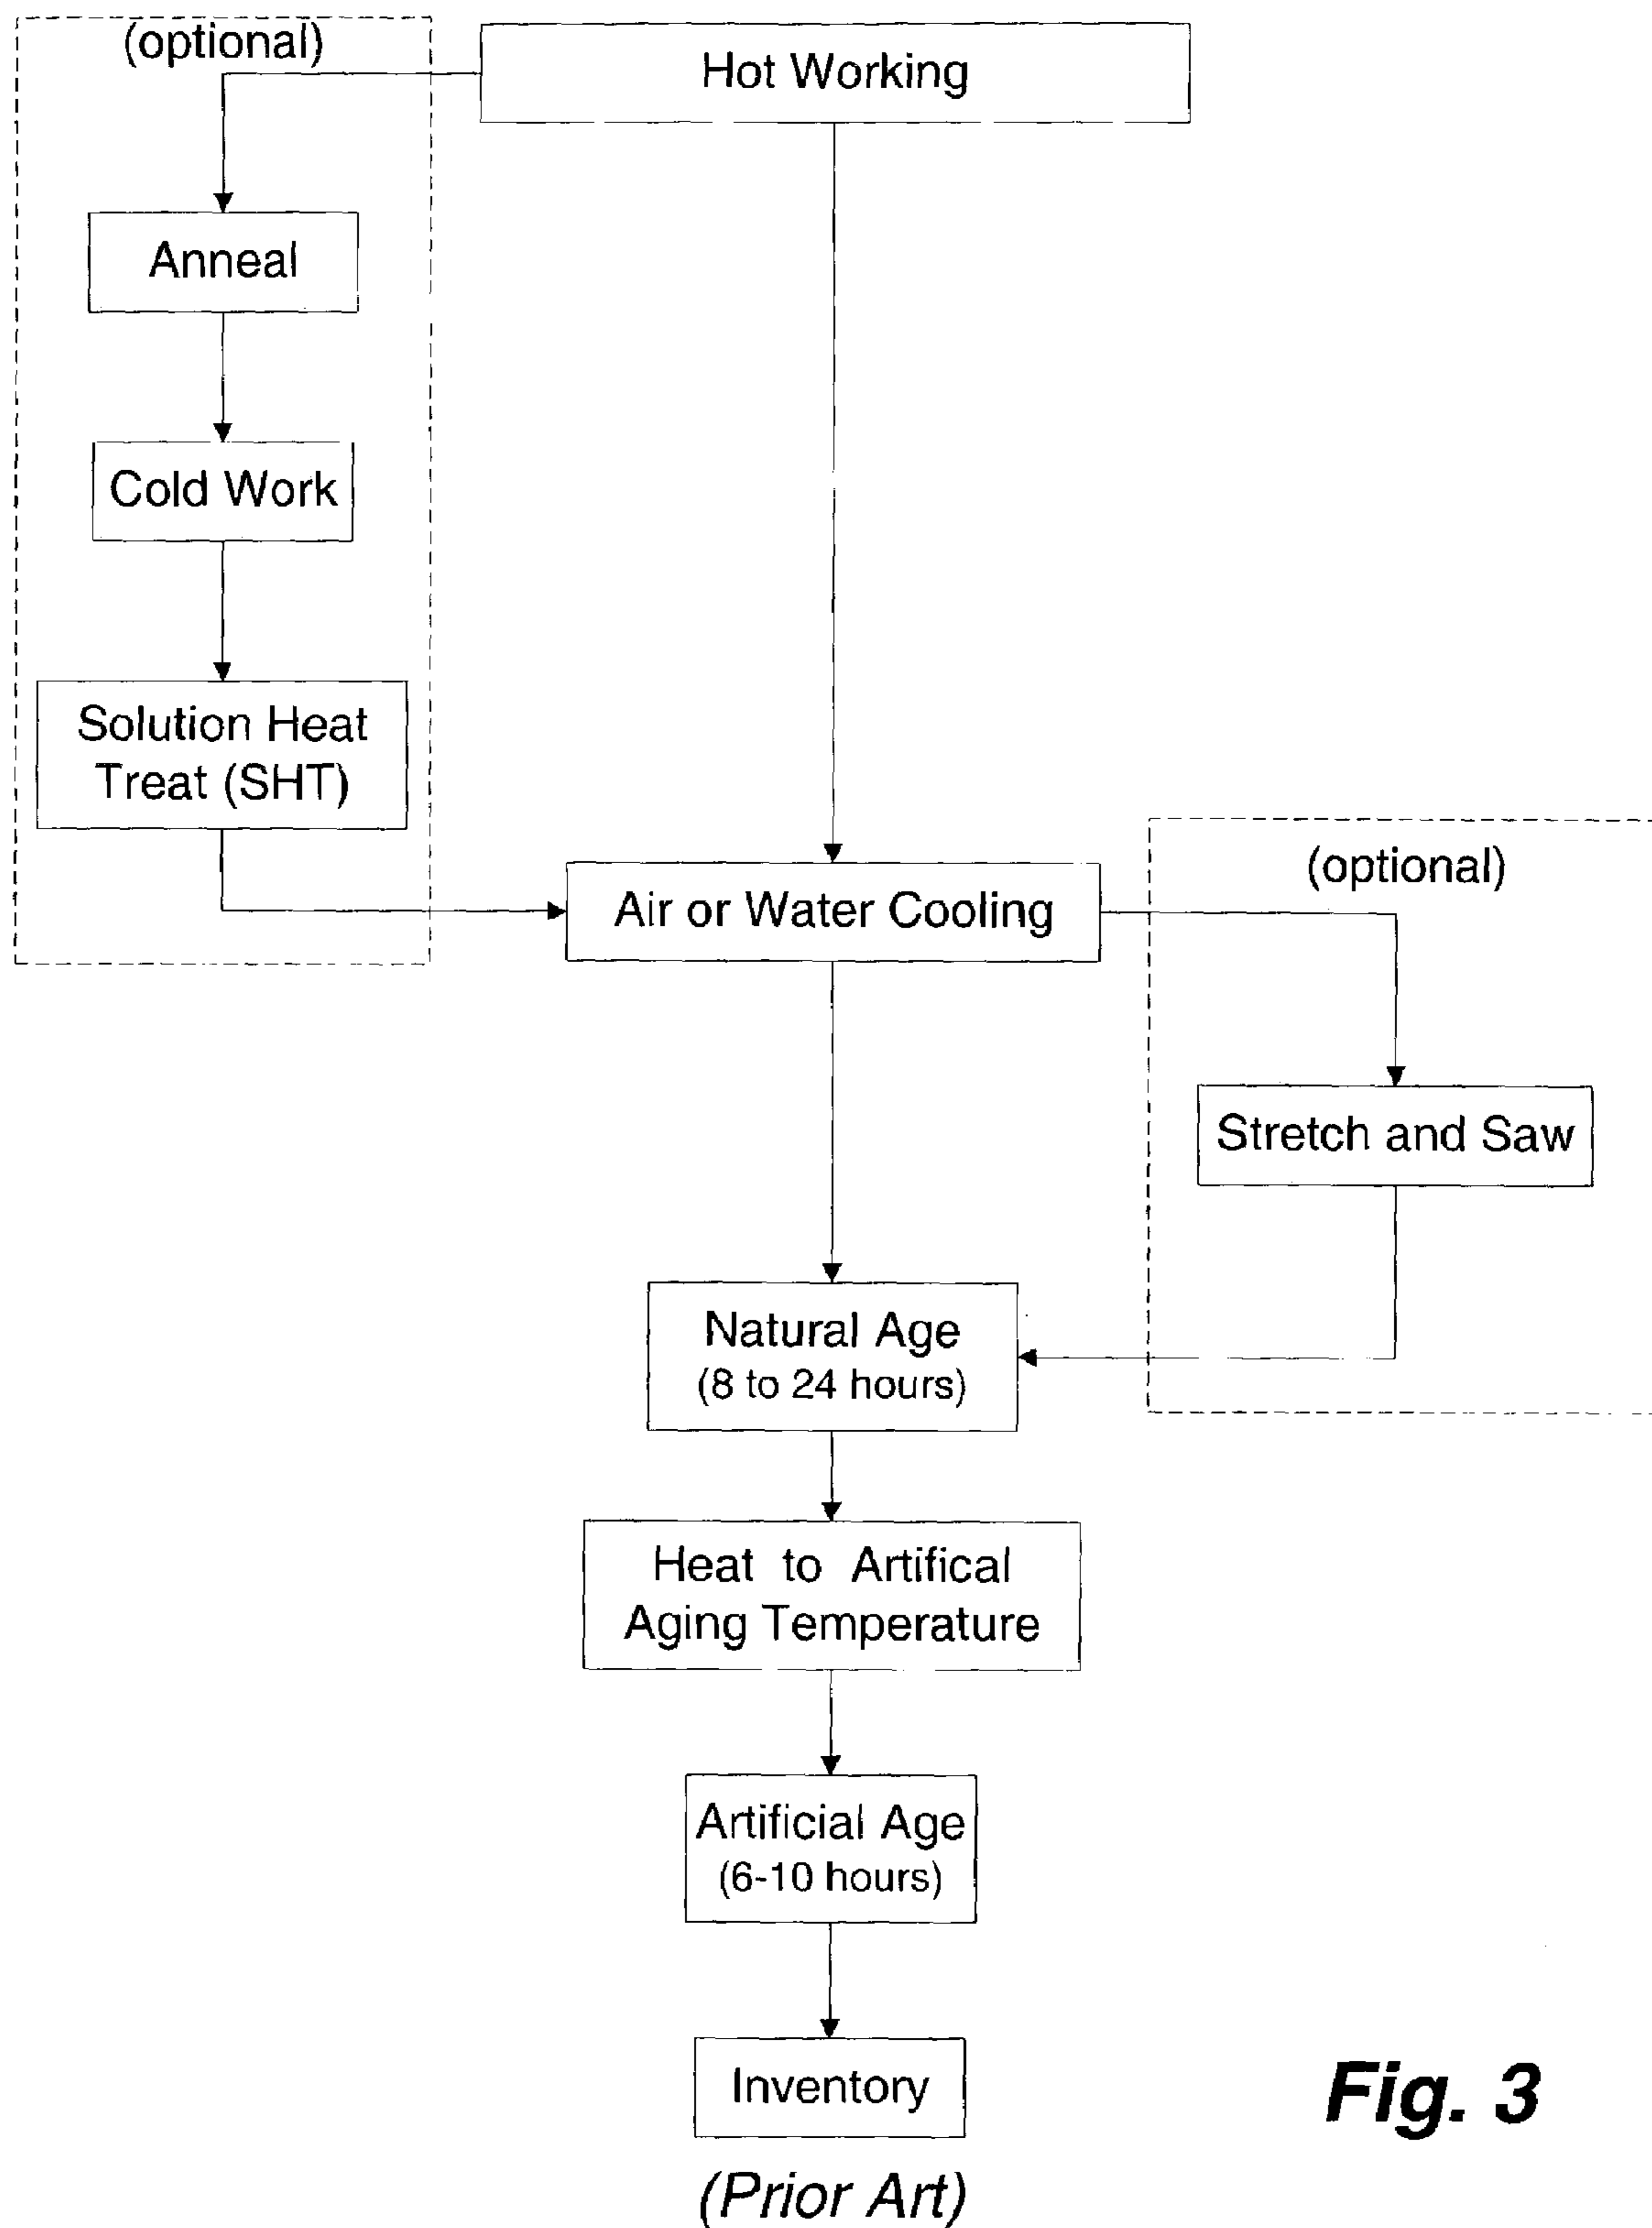 (optional)
Hot Working
Anneal
Cold Work
Solution Heat
Treat (SHT)
Air or Water Cooling
(optional)
Stretch and Saw
Natural Age
(8 to 24 hours)
Heat to Artifical
Aging Temperature
Artificial Age
(6-10 hours)
Inventory
Fig. 3
(Prior Art)